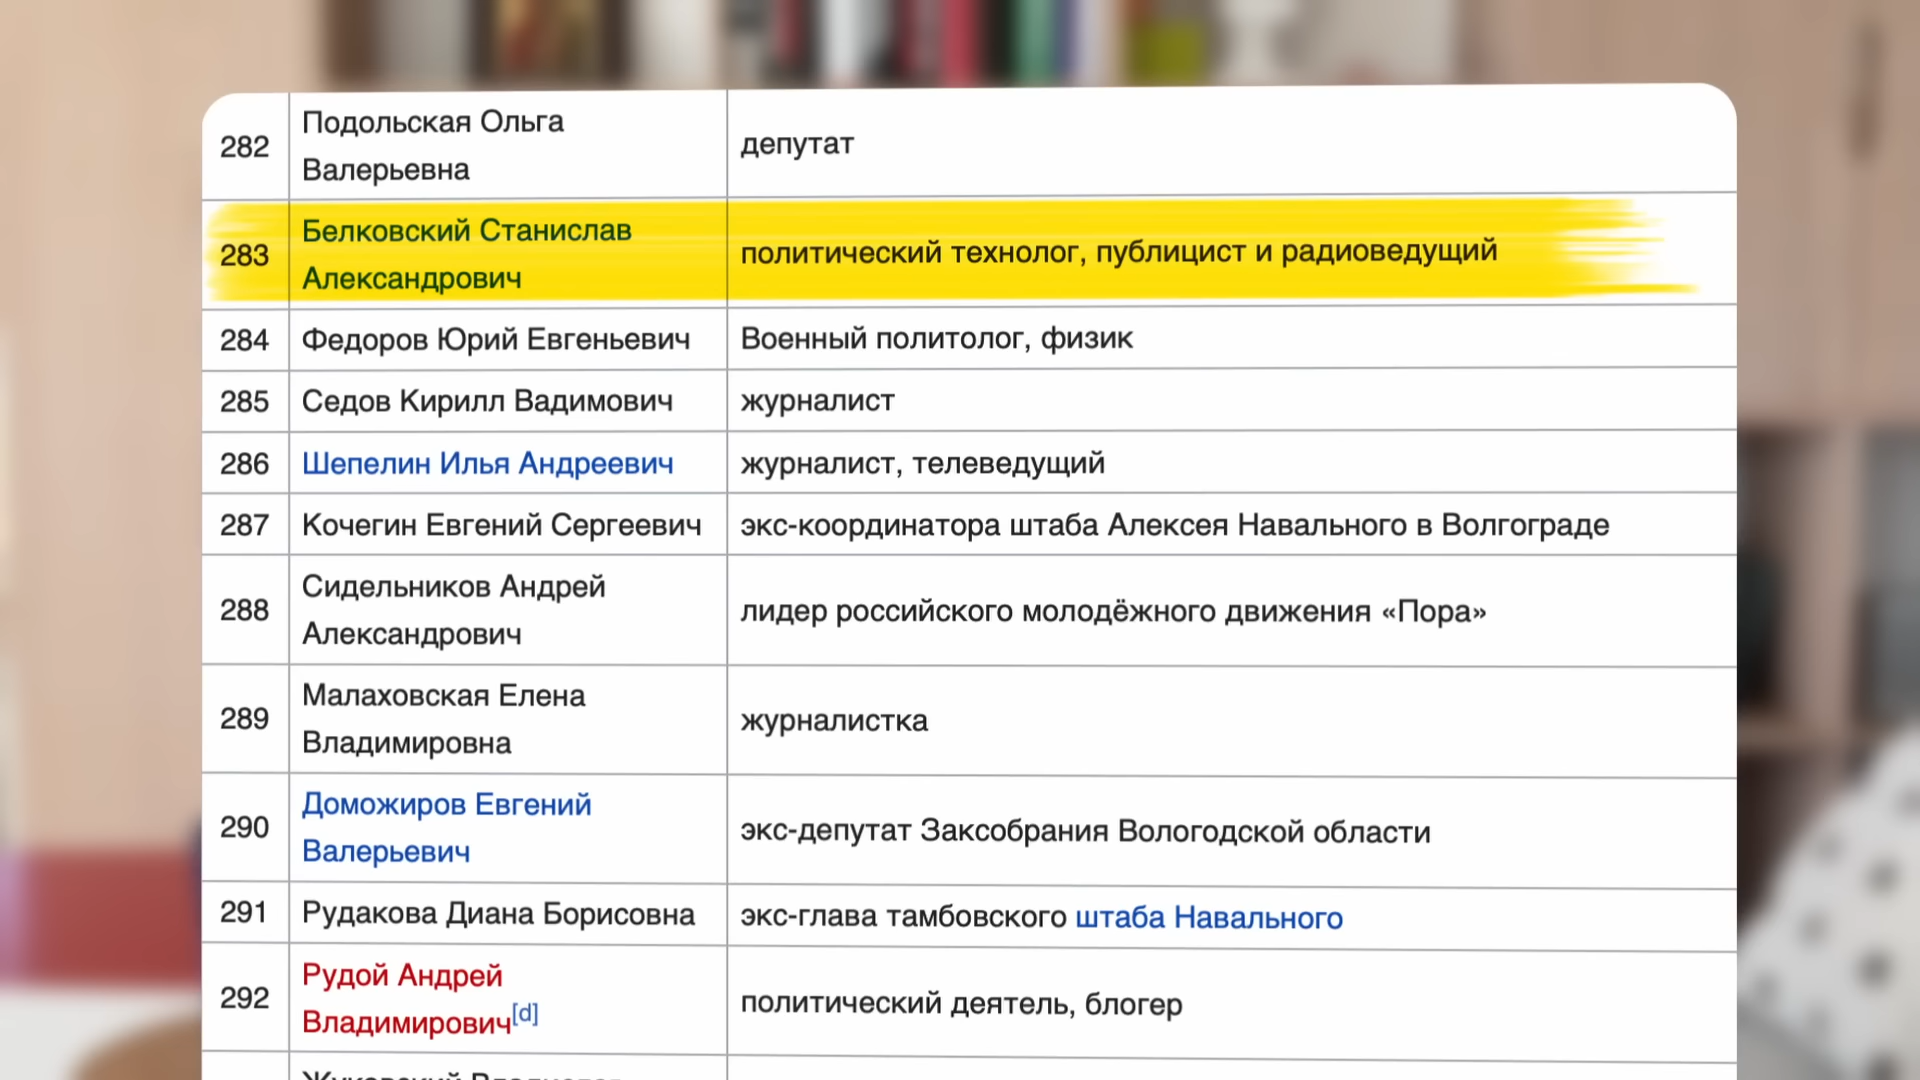 282
Подольская Ольга
Валерьевна
депутат
283
Белковский Станислав
Александрович
политический технолог, публицист и радиоведущий
284
Федоров Юрий Евгеньевич
Военный политолог, физик
285
Седов Кирилл Вадимович
журналист
286
Шепелин Илья Андреевич
журналист, телеведущий
287
Кочегин Евгений Сергеевич
экс-координатора штаба Алексея Навального в Волгограде
288
Сидельников Андрей
Александрович
лидер российского молодёжного движения «Пора»
289
Малаховская Елена
Владимировна
журналистка
290
Доможиров Евгений
Валерьевич
экс-депутат Заксобрания Вологодской области
291
Рудакова Диана Борисовна
экс-глава тамбовского штаба Навального
292
Рудой Андрей
Владимирович[d]
политический деятель, блогер